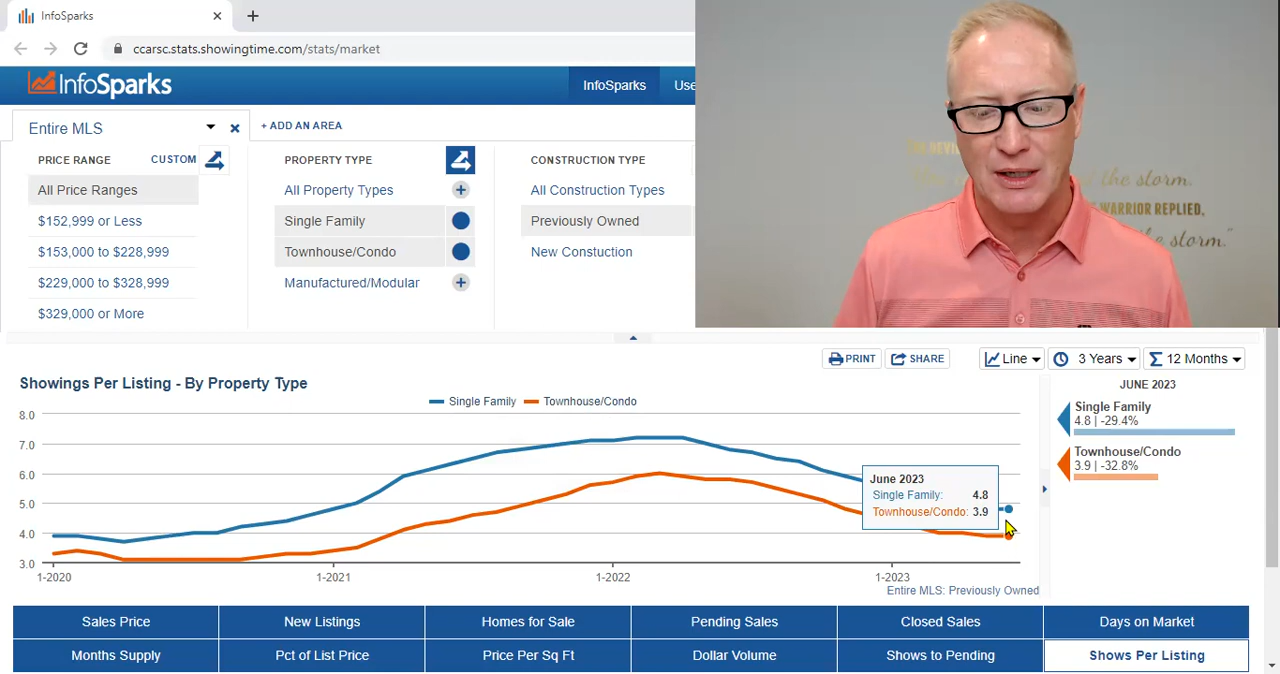 InfoSparks
ccarsc.stats.showingtime.com/stats/market
InfoSparks
InfoSparks
Use
Entire MLS
+ ADD AN AREA
PRICE RANGE
CUSTOM
All Price Ranges
$152,999 or Less
$153,000 to $228,999
$229,000 to $328,999
$329,000 or More
PROPERTY TYPE
All Property Types
Single Family
Townhouse/Condo
Manufactured/Modular
CONSTRUCTION TYPE
All Construction Types
Previously Owned
New Constuction
the storm.
WARRIOR REPLIED,
e storm."
PRINT
SHARE
Line
3 Years
12 Months
Showings Per Listing - By Property Type
Single Family
Townhouse/Condo
8.0
7.0
6.0
5.0
4.0
3.0
1-2020
1-2021
1-2022
1-2023
June 2023
Single Family: 4.8
Townhouse/Condo: 3.9
Entire MLS: Previously Owned
JUNE 2023
Single Family
4.8 | -29.4%
Townhouse/Condo
3.9 | -32.8%
Sales Price
New Listings
Homes for Sale
Pending Sales
Closed Sales
Days on Market
Months Supply
Pct of List Price
Price Per Sq Ft
Dollar Volume
Shows to Pending
Shows Per Listing